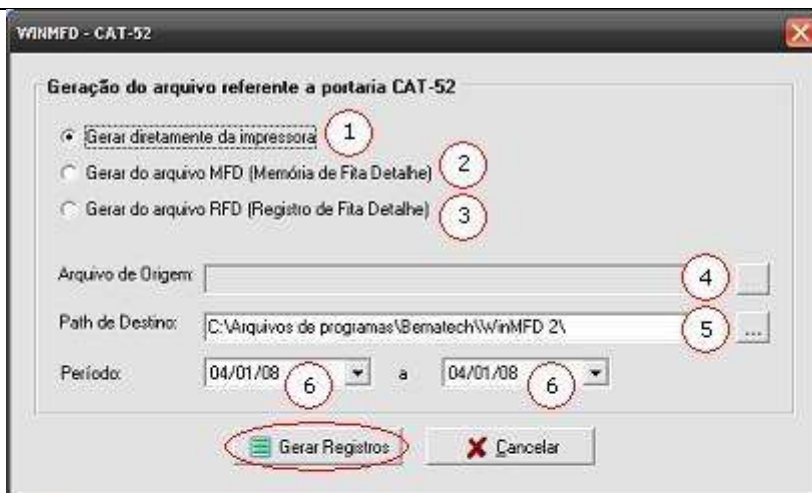 WINMFD - CAT-52
Geração do arquivo referente a portaria CAT-52
Gerar diretamente da impressora 1
Gerar do arquivo MFD (Memória de Fita Detalhe) 2
Gerar do arquivo RFD (Registro de Fita Detalhe) 3
Arquivo de Origem: 4
Path de Destino: C:\Arquivos de programas\Bematech\WinMFD 2\ 5 ...
Período: 04/01/08 6 a 04/01/08 6
Gerar Registros Cancelar